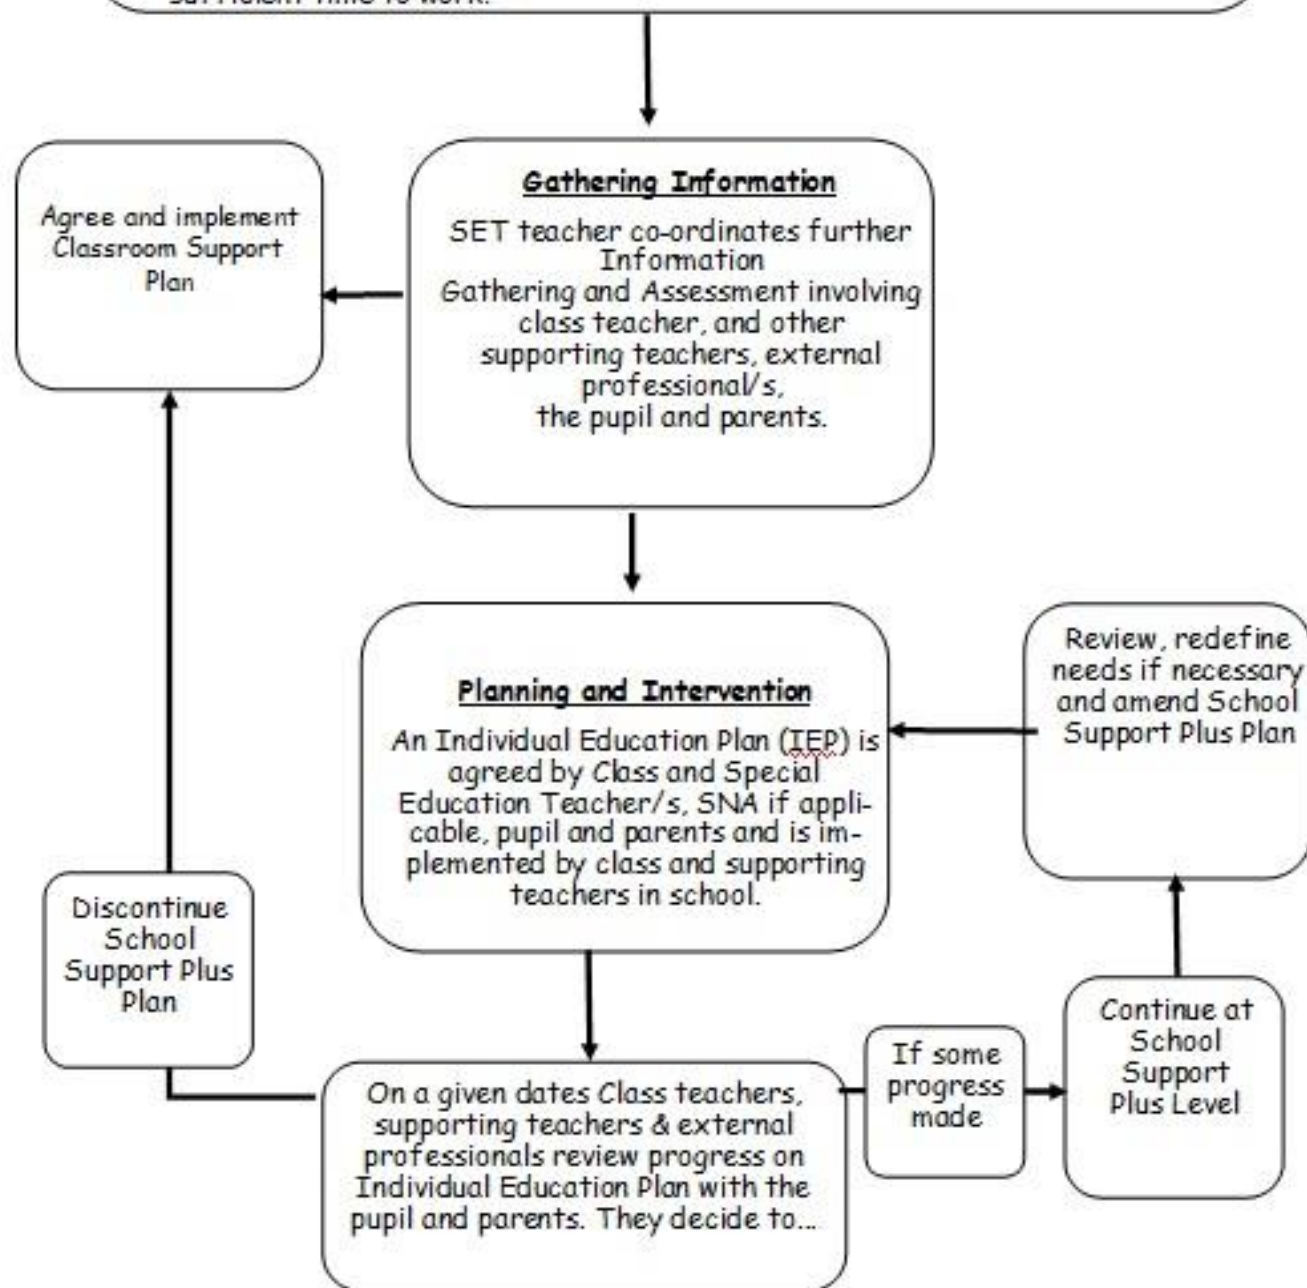 sufficient time to work.
Gathering Information
SET teacher co-ordinates further
Information
Gathering and Assessment involving
class teacher, and other
supporting teachers, external
professional/s,
the pupil and parents.
Agree and implement
Classroom Support
Plan
Planning and Intervention
An Individual Education Plan (IEP) is
agreed by Class and Special
Education Teacher/s, SNA if appli-
cable, pupil and parents and is im-
plemented by class and supporting
teachers in school.
Review, redefine
needs if necessary
and amend School
Support Plus Plan
Discontinue
School
Support Plus
Plan
On a given dates Class teachers,
supporting teachers & external
professionals review progress on
Individual Education Plan with the
pupil and parents. They decide to...
If some
progress
made
Continue at
School
Support
Plus Level